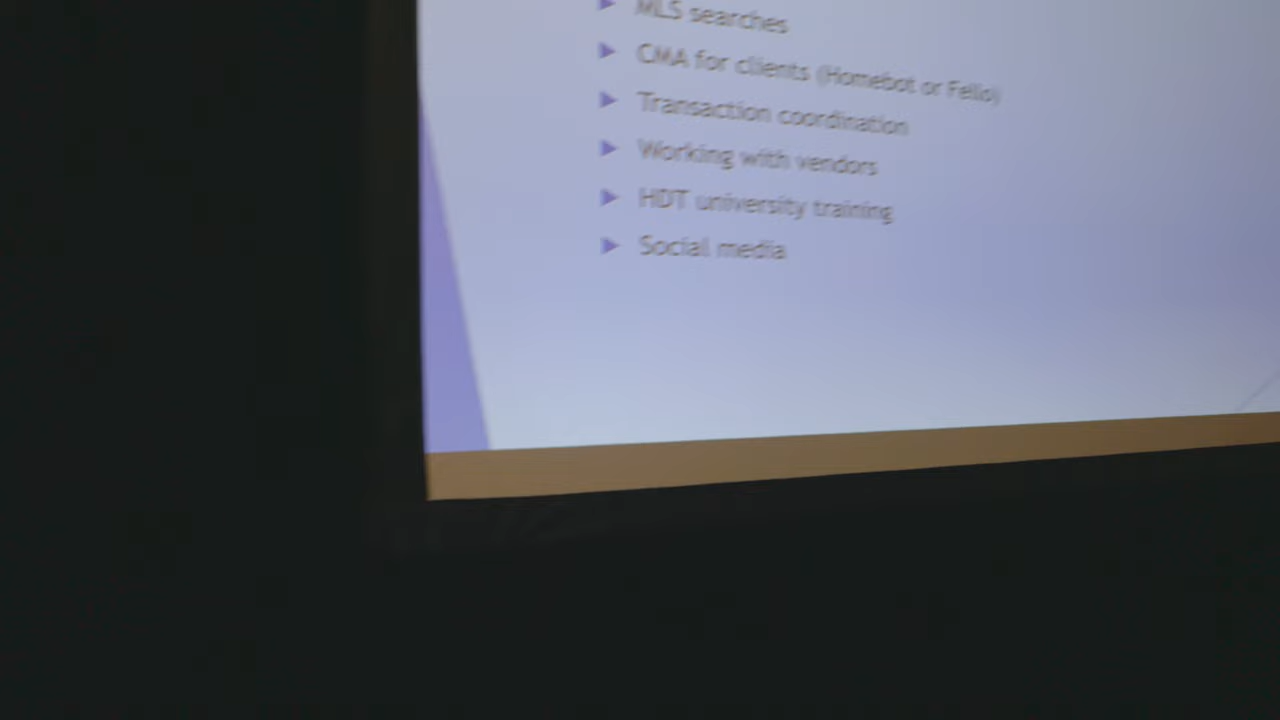 MLS searches
CMA for clients (Homebot or Fello)
Transaction coordination
Working with vendors
HDT university training
Social media